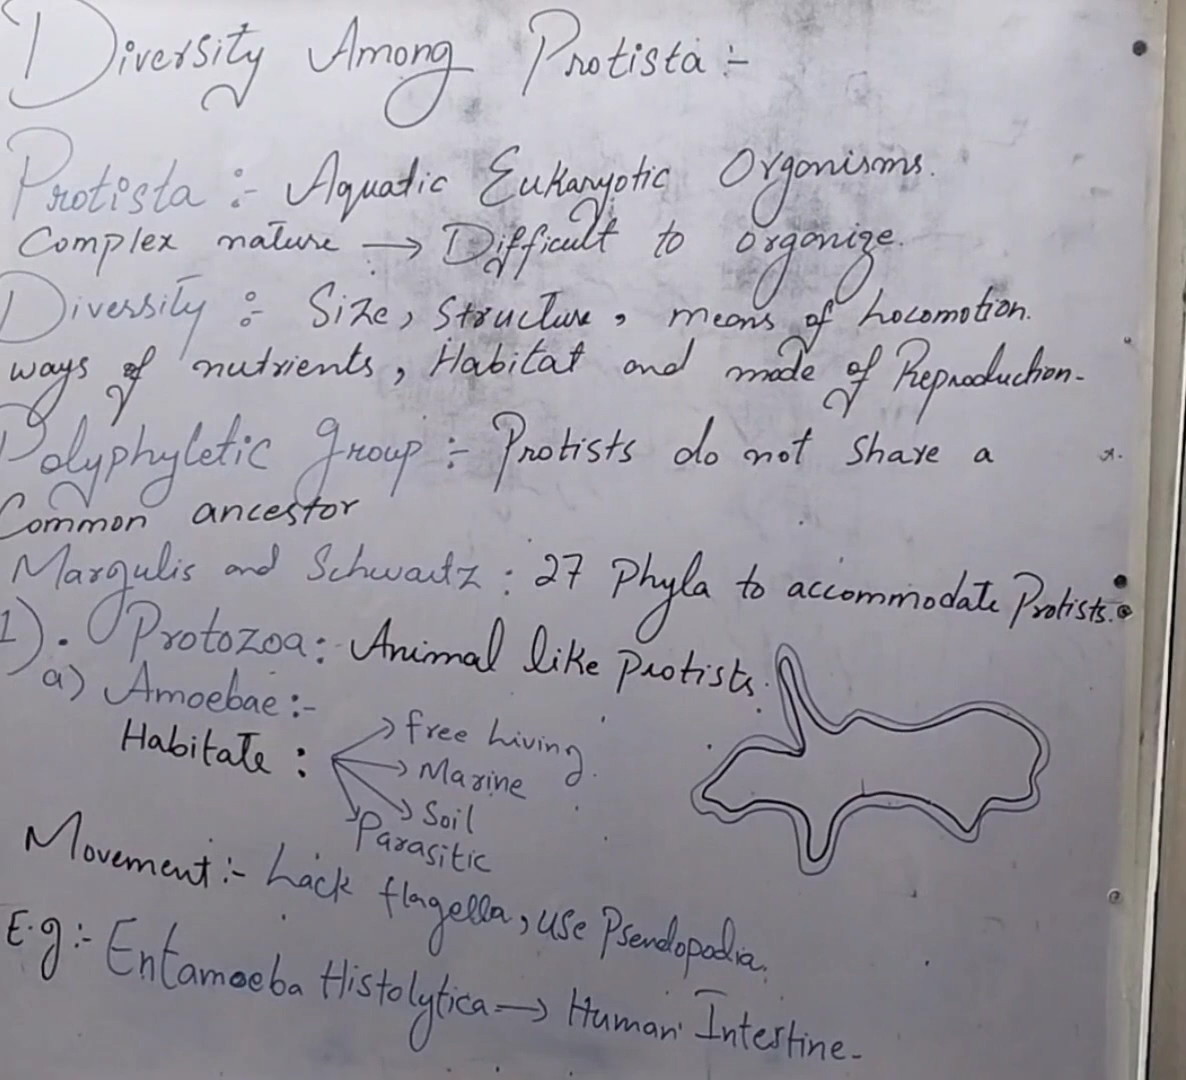 Diversity Among Protista :-
Protista :- Aquatic Eukaryotic Organisms.
Complex nature → Difficult to organize.
Diversity : Size, Structure, means of Locomotion.
ways of nutrients, Habitat and mode of Reproduction.
Polyphyletic group :- Protists do not Share a
Common ancestor
Margulis and Schwartz : 27 Phyla to accommodate Protists.
1). Protozoa : Animal like protists.
a) Amoebae :-
Habitate : → free Living.
→ Marine
→ Soil
→ Parasitic
Movement :- Lack flagella, use Pseudopodia.
E.g :- Entamoeba Histolytica → Human Intestine.